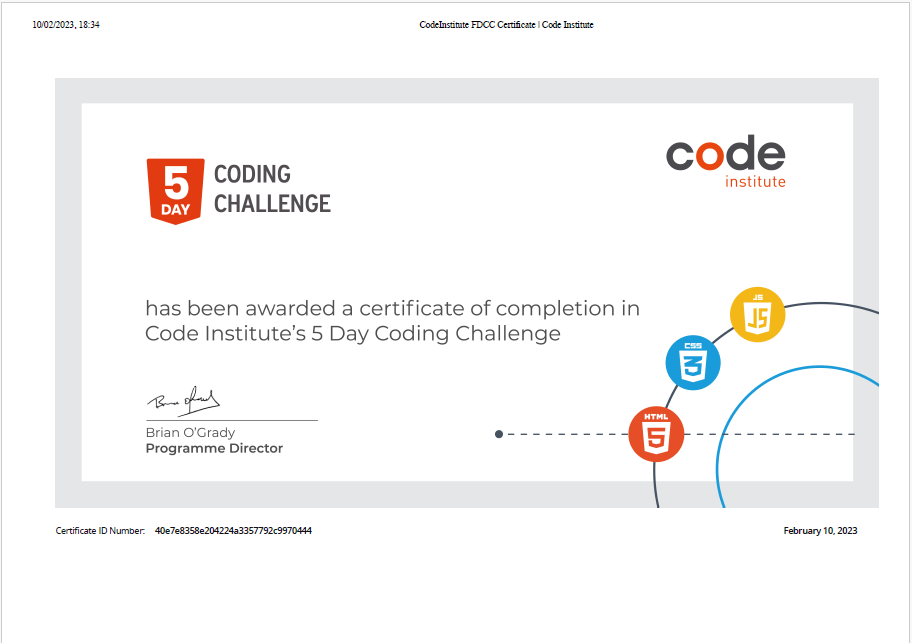 10/02/2023, 18:34
CodeInstitute FDCC Certificate | Code Institute
5
DAY
CODING
CHALLENGE
code
institute
has been awarded a certificate of completion in
Code Institute’s 5 Day Coding Challenge
JS
JS
CSS
3
HTML
5
Brian O’Grady
Programme Director
Certificate ID Number: 40e7e8358e204224a3357792c9970444
February 10, 2023